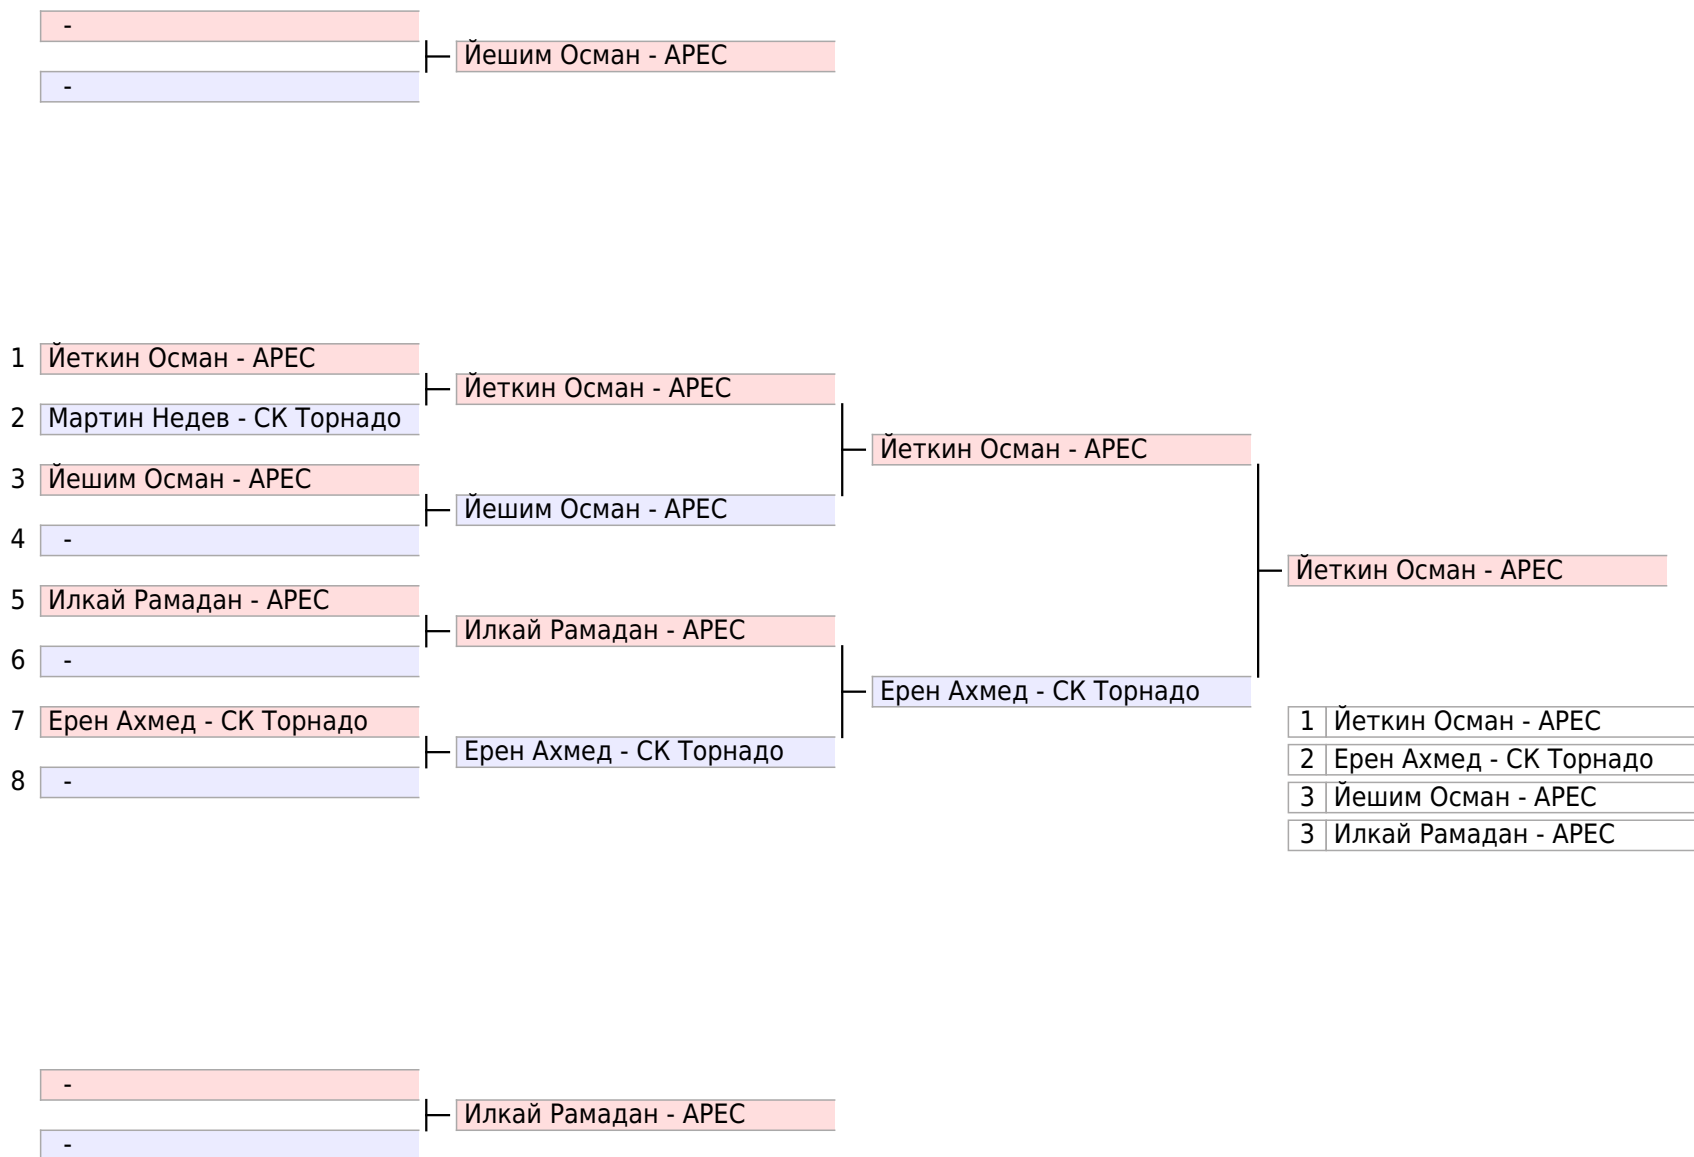 -
Йешим Осман - АРЕС
-
1 Йеткин Осман - АРЕС
Йеткин Осман - АРЕС
2 Мартин Недев - СК Торнадо
Йеткин Осман - АРЕС
3 Йешим Осман - АРЕС
Йешим Осман - АРЕС
4 -
Йеткин Осман - АРЕС
5 Илкай Рамадан - АРЕС
Илкай Рамадан - АРЕС
6 -
Ерен Ахмед - СК Торнадо
7 Ерен Ахмед - СК Торнадо
Ерен Ахмед - СК Торнадо
8 -
1 Йеткин Осман - АРЕС
2 Ерен Ахмед - СК Торнадо
3 Йешим Осман - АРЕС
3 Илкай Рамадан - АРЕС
-
Илкай Рамадан - АРЕС
-